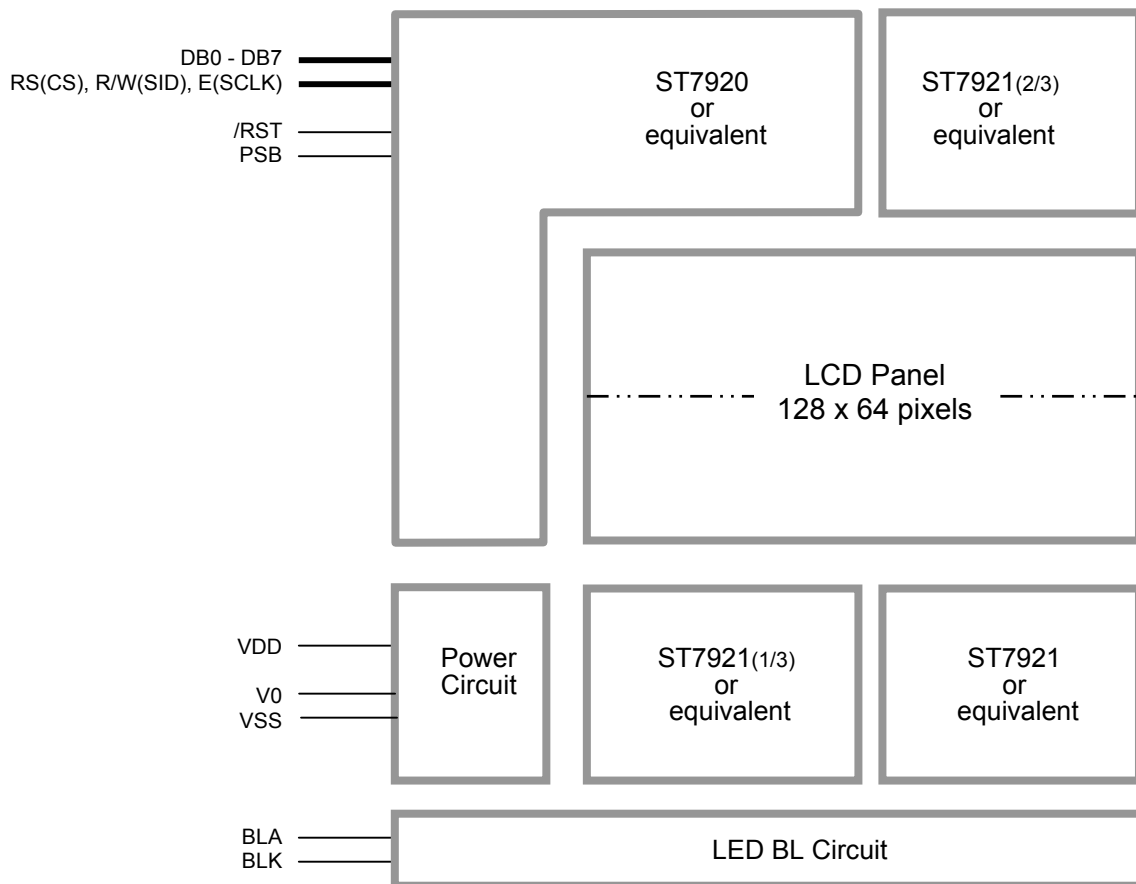 DB0 - DB7
RS(CS), R/W(SID), E(SCLK)
/RST
PSB
ST7920
or
equivalent
ST7921(2/3)
or
equivalent
LCD Panel
128 x 64 pixels
VDD
V0
VSS
Power
Circuit
ST7921(1/3)
or
equivalent
ST7921
or
equivalent
BLA
BLK
LED BL Circuit